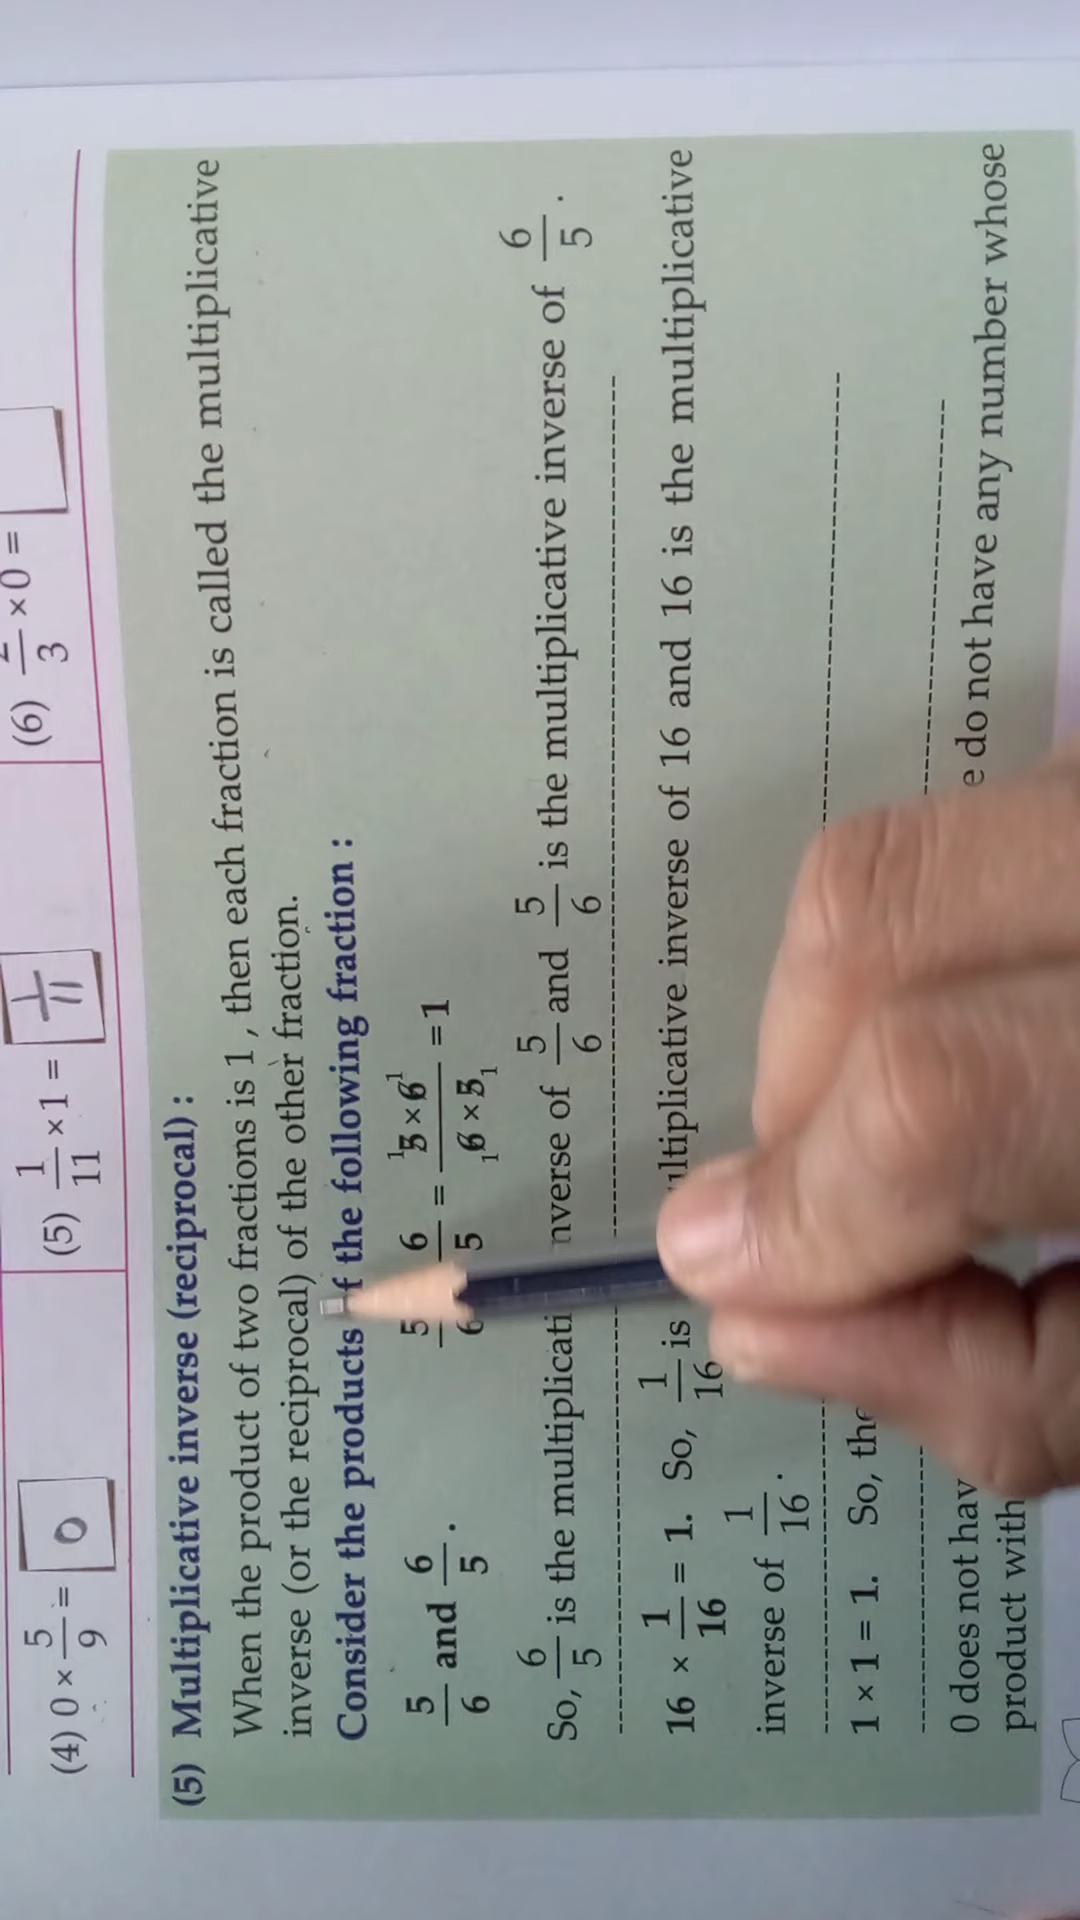 (4) 0 × 5/9 = 0 (5) 1/11 × 1 = 1/11 (6) /3 × 0 =
(5) Multiplicative inverse (reciprocal) :
When the product of two fractions is 1 , then each fraction is called the multiplicative
inverse (or the reciprocal) of the other fraction.
Consider the products f the following fraction :
5/6 and 6/5 . 5/6 6/5 = 5 × 6 / 6 × 5 = 1
So, 6/5 is the multiplicati nverse of 5/6 and 5/6 is the multiplicative inverse of 6/5 .
16 × 1/16 = 1. So, 1/16 is ultiplicative inverse of 16 and 16 is the multiplicative
inverse of 1/16 .
1 × 1 = 1. So, the
0 does not hav e do not have any number whose
product with